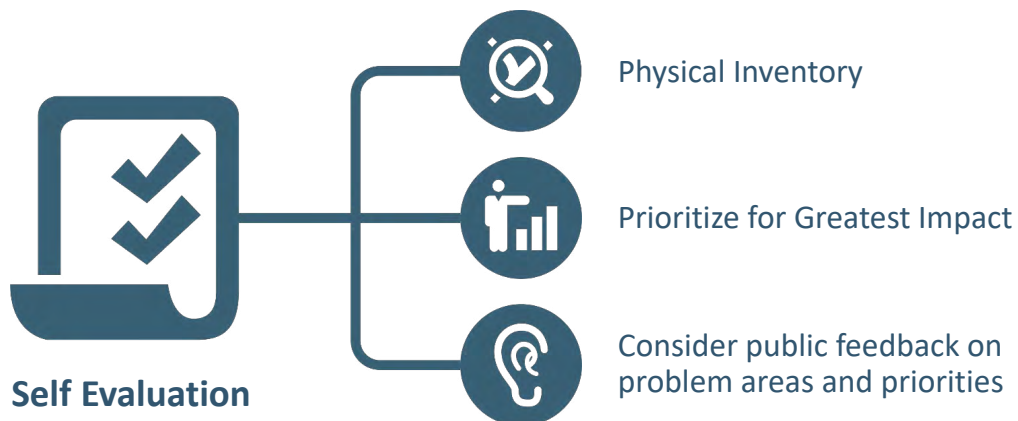 Physical Inventory
Prioritize for Greatest Impact
Consider public feedback on
problem areas and priorities
Self Evaluation